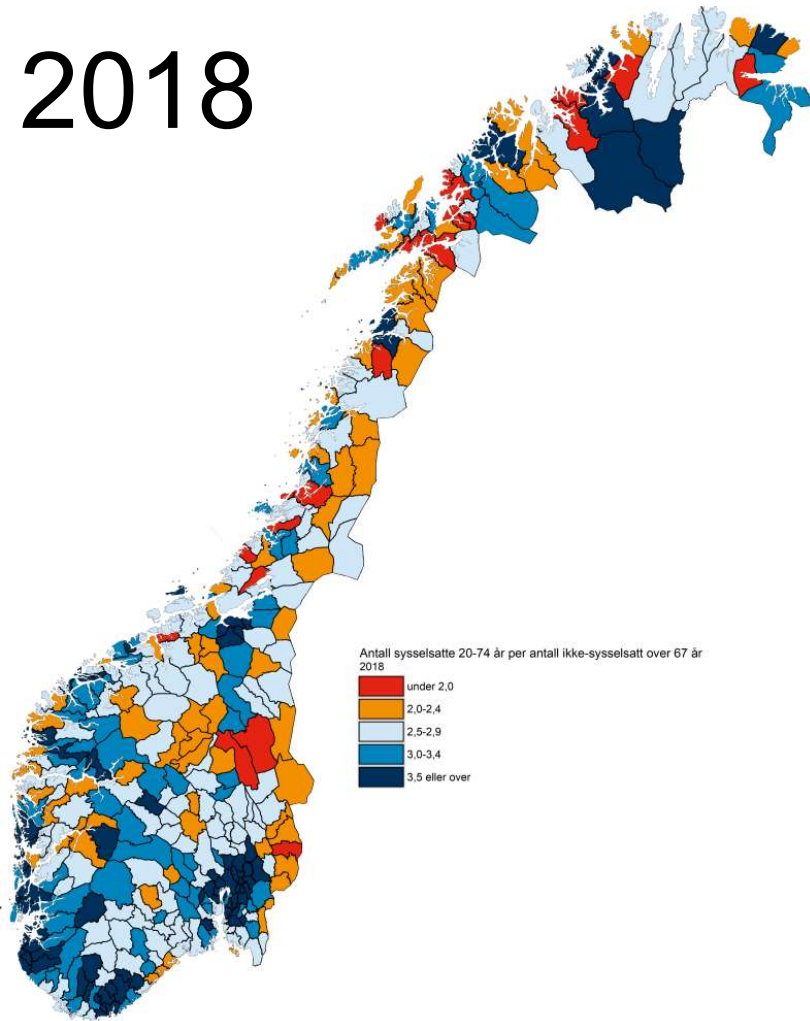 2018
Antall sysselsatte 20-74 år per antall ikke-sysselsatt over 67 år
2018
under 2,0
2,0-2,4
2,5-2,9
3,0-3,4
3,5 eller over